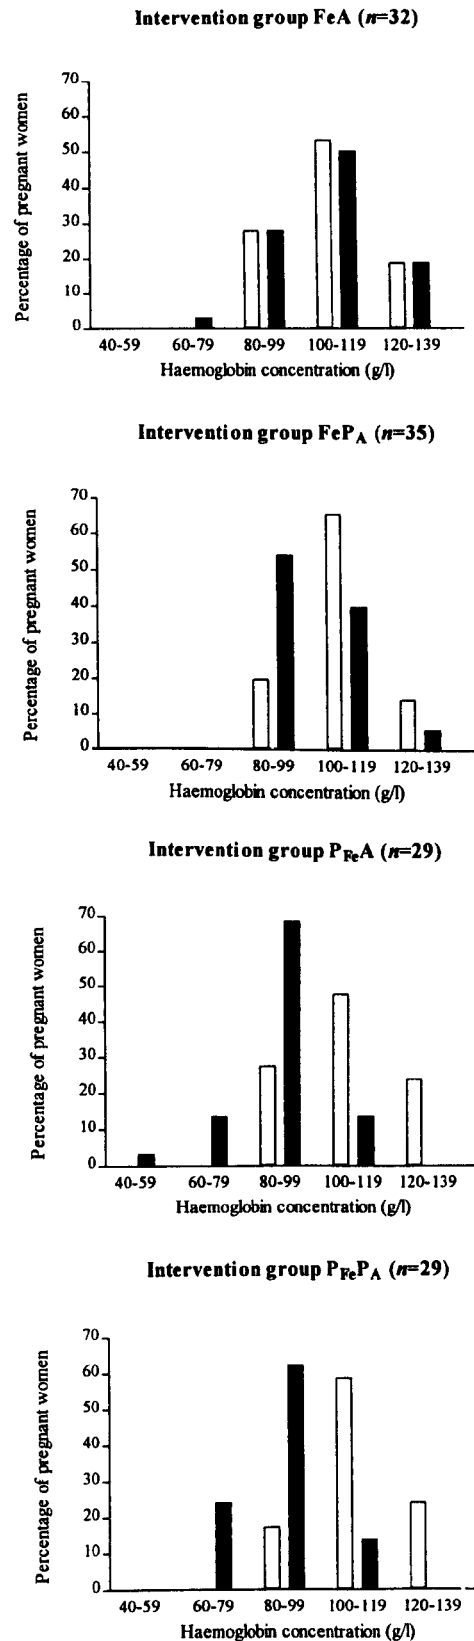 Intervention group FeA (n=32)
Percentage of pregnant women
70
60
50
40
30
20
10
0
40-59 60-79 80-99 100-119 120-139
Haemoglobin concentration (g/l)
Intervention group FePA (n=35)
Percentage of pregnant women
70
60
50
40
30
20
10
0
40-59 60-79 80-99 100-119 120-139
Haemoglobin concentration (g/l)
Intervention group PFeA (n=29)
Percentage of pregnant women
70
60
50
40
30
20
10
0
40-59 60-79 80-99 100-119 120-139
Haemoglobin concentration (g/l)
Intervention group PFePA (n=29)
Percentage of pregnant women
70
60
50
40
30
20
10
0
40-59 60-79 80-99 100-119 120-139
Haemoglobin concentration (g/l)